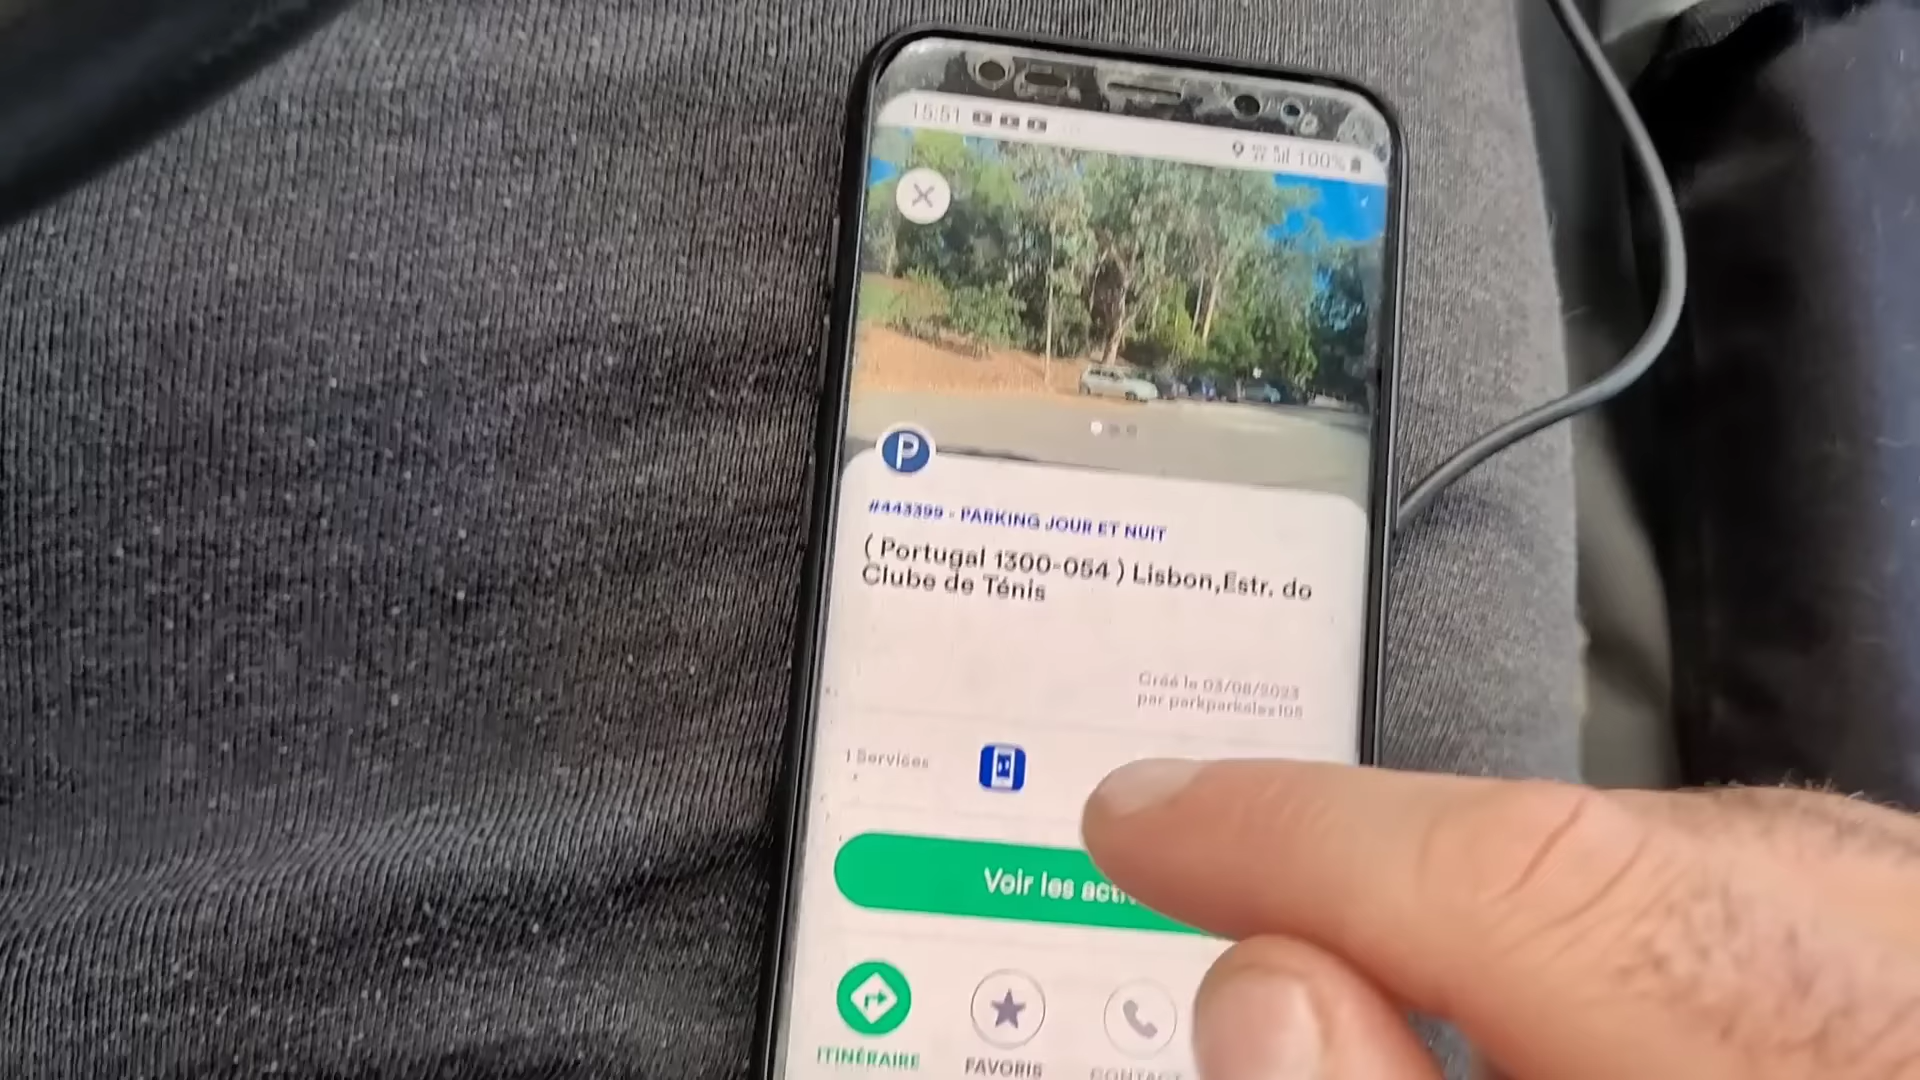 15:51
100%
P
#443399 - PARKING JOUR ET NUIT
( Portugal 1300-054 ) Lisbon,Estr. do
Clube de Ténis
Créé le 03/08/2023
par parkparkalex105
1 Services
Voir les
ITINÉRAIRE
FAVORIS
CONTACT